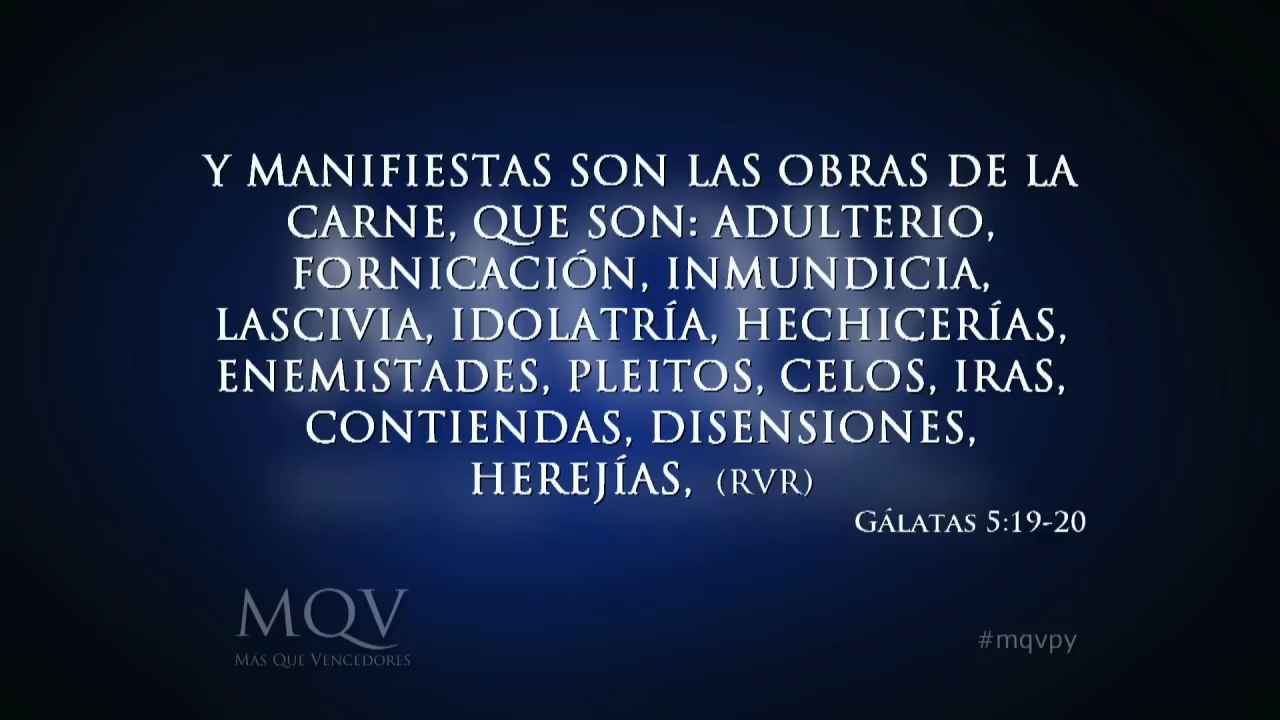 Y MANIFIESTAS SON LAS OBRAS DE LA
CARNE, QUE SON: ADULTERIO,
FORNICACIÓN, INMUNDICIA,
LASCIVIA, IDOLATRÍA, HECHICERÍAS,
ENEMISTADES, PLEITOS, CELOS, IRAS,
CONTIENDAS, DISENSIONES,
HEREJÍAS, (RVR)
GÁLATAS 5:19-20
MQV
MÁS QUE VENCEDORES
#mqvpy